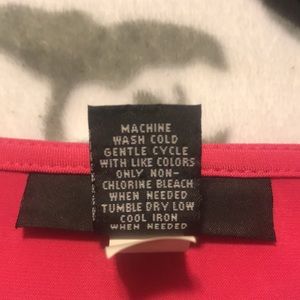 MACHINE
WASH COLD
GENTLE CYCLE
WITH LIKE COLORS
ONLY NON-
CHLORINE BLEACH
WHEN NEEDED
TUMBLE DRY LOW
COOL IRON
WHEN NEEDED